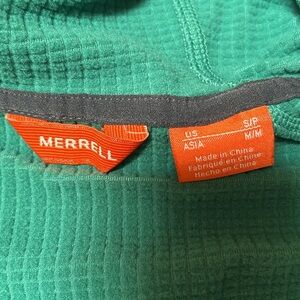 MERRELL
US S/P
ASIA M/M
Made in China
Fabriqué en Chine
Hecho en China